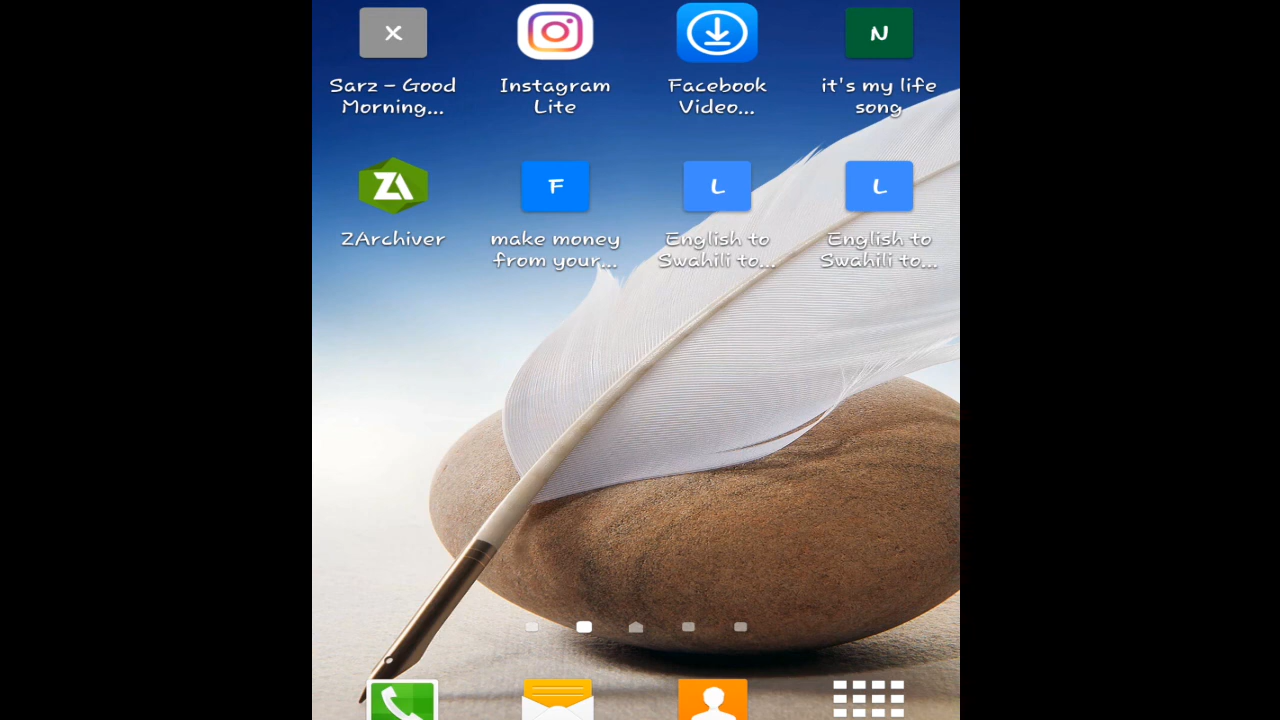 X
N
Sarz – Good
Morning...
Instagram
Lite
Facebook
Video...
it's my life
song
ZA
F
L
L
ZArchiver
make money
from your...
English to
Swahili to...
English to
Swahili to...